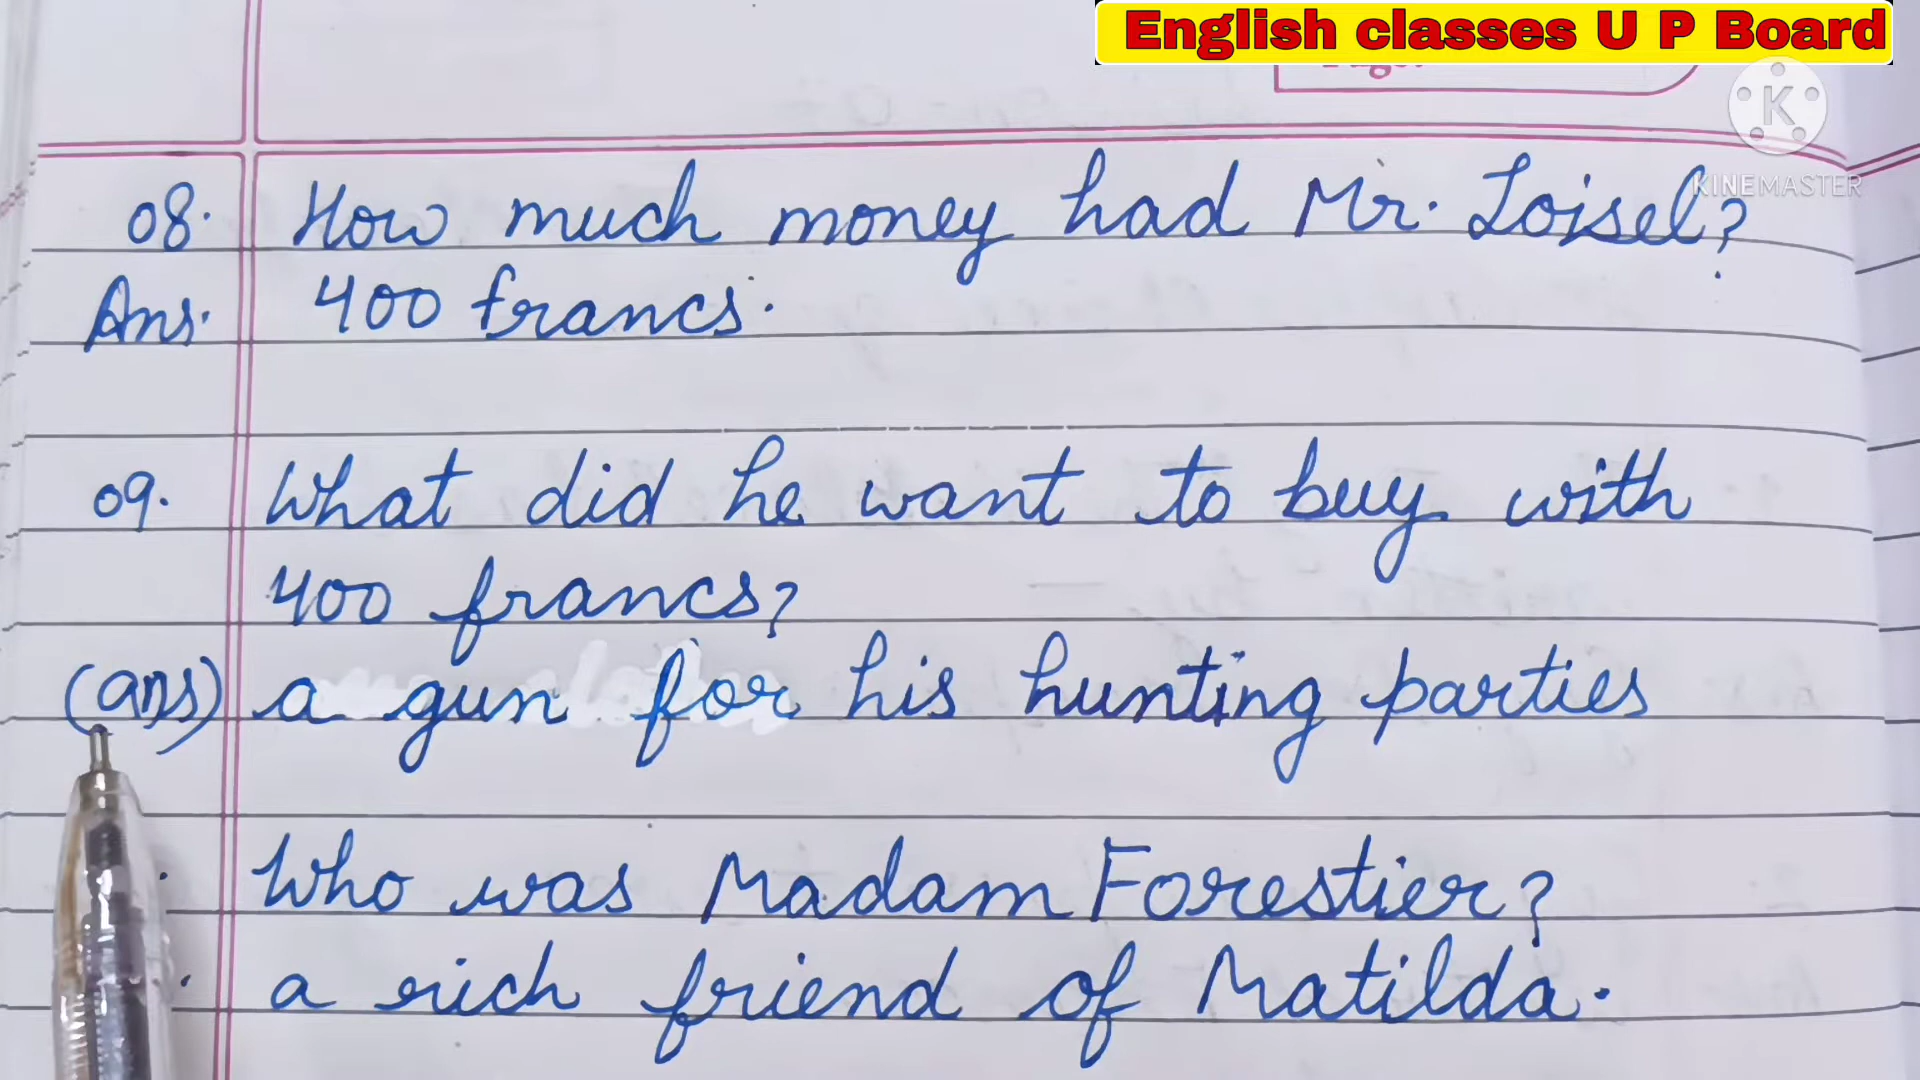 English classes U P Board
KINEMASTER
08. How much money had Mr. Loisel?
Ans. 400 francs.
09. What did he want to buy with
400 francs?
(ans) a gun for his hunting parties
Who was Madam Forestier?
a rich friend of Matilda.